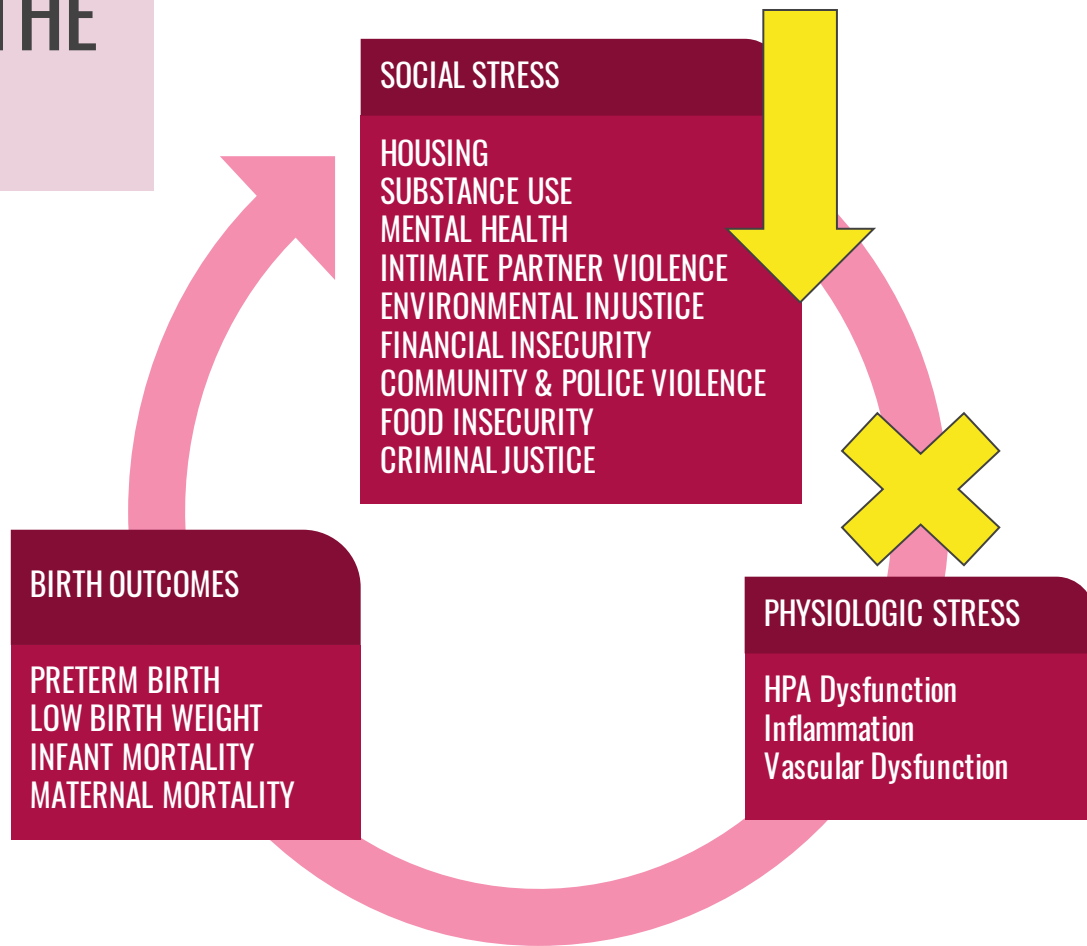 THE
SOCIAL STRESS
HOUSING
SUBSTANCE USE
MENTAL HEALTH
INTIMATE PARTNER VIOLENCE
ENVIRONMENTAL INJUSTICE
FINANCIAL INSECURITY
COMMUNITY & POLICE VIOLENCE
FOOD INSECURITY
CRIMINAL JUSTICE
BIRTH OUTCOMES
PRETERM BIRTH
LOW BIRTH WEIGHT
INFANT MORTALITY
MATERNAL MORTALITY
PHYSIOLOGIC STRESS
HPA Dysfunction
Inflammation
Vascular Dysfunction